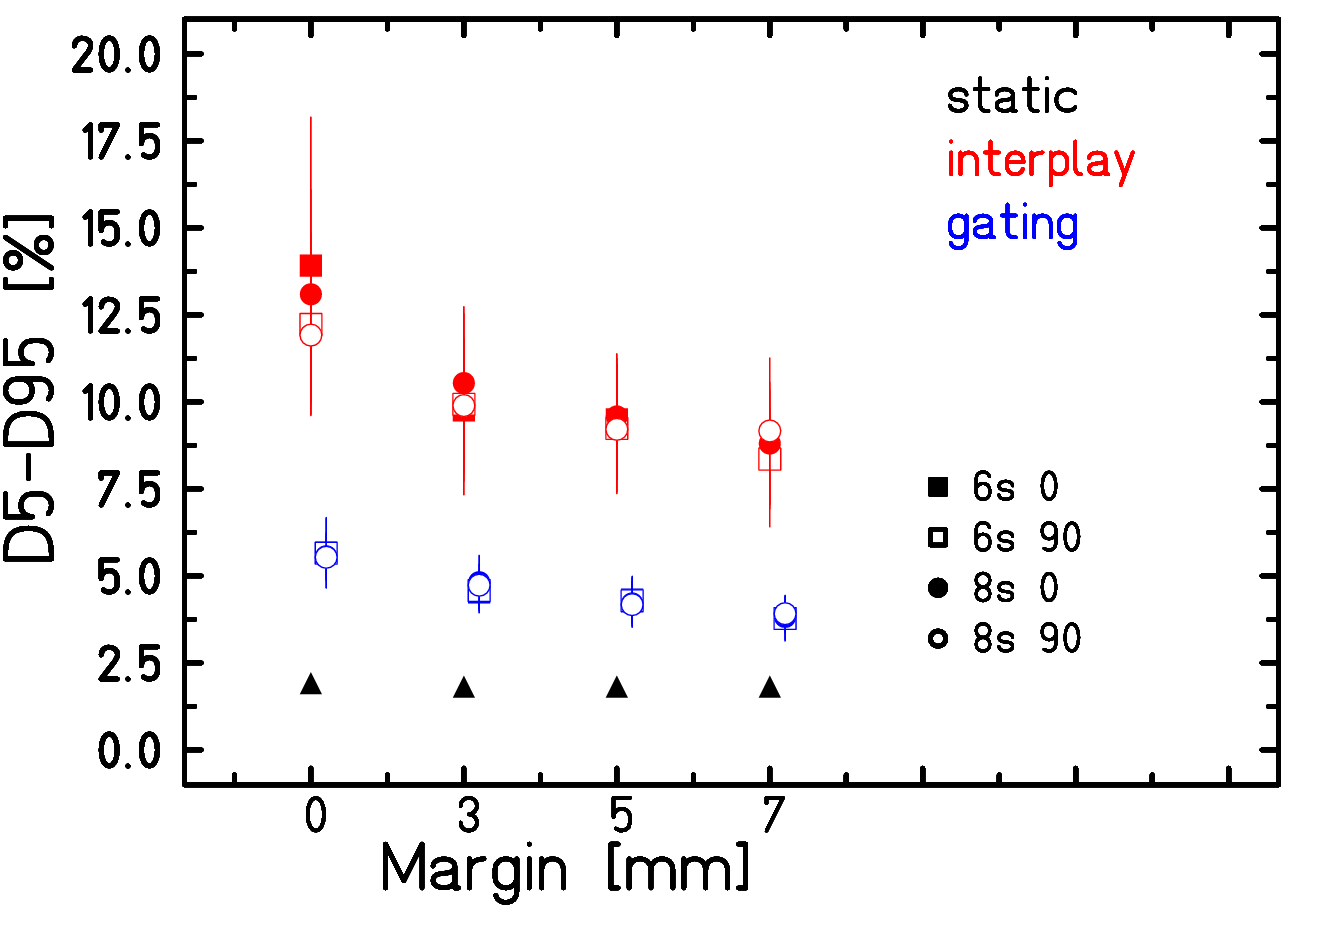 20.0
17.5
15.0
12.5
10.0
7.5
5.0
2.5
0.0
D5-D95 [%]
static
interplay
gating
6s 0
6s 90
8s 0
8s 90
0 3 5 7
Margin [mm]